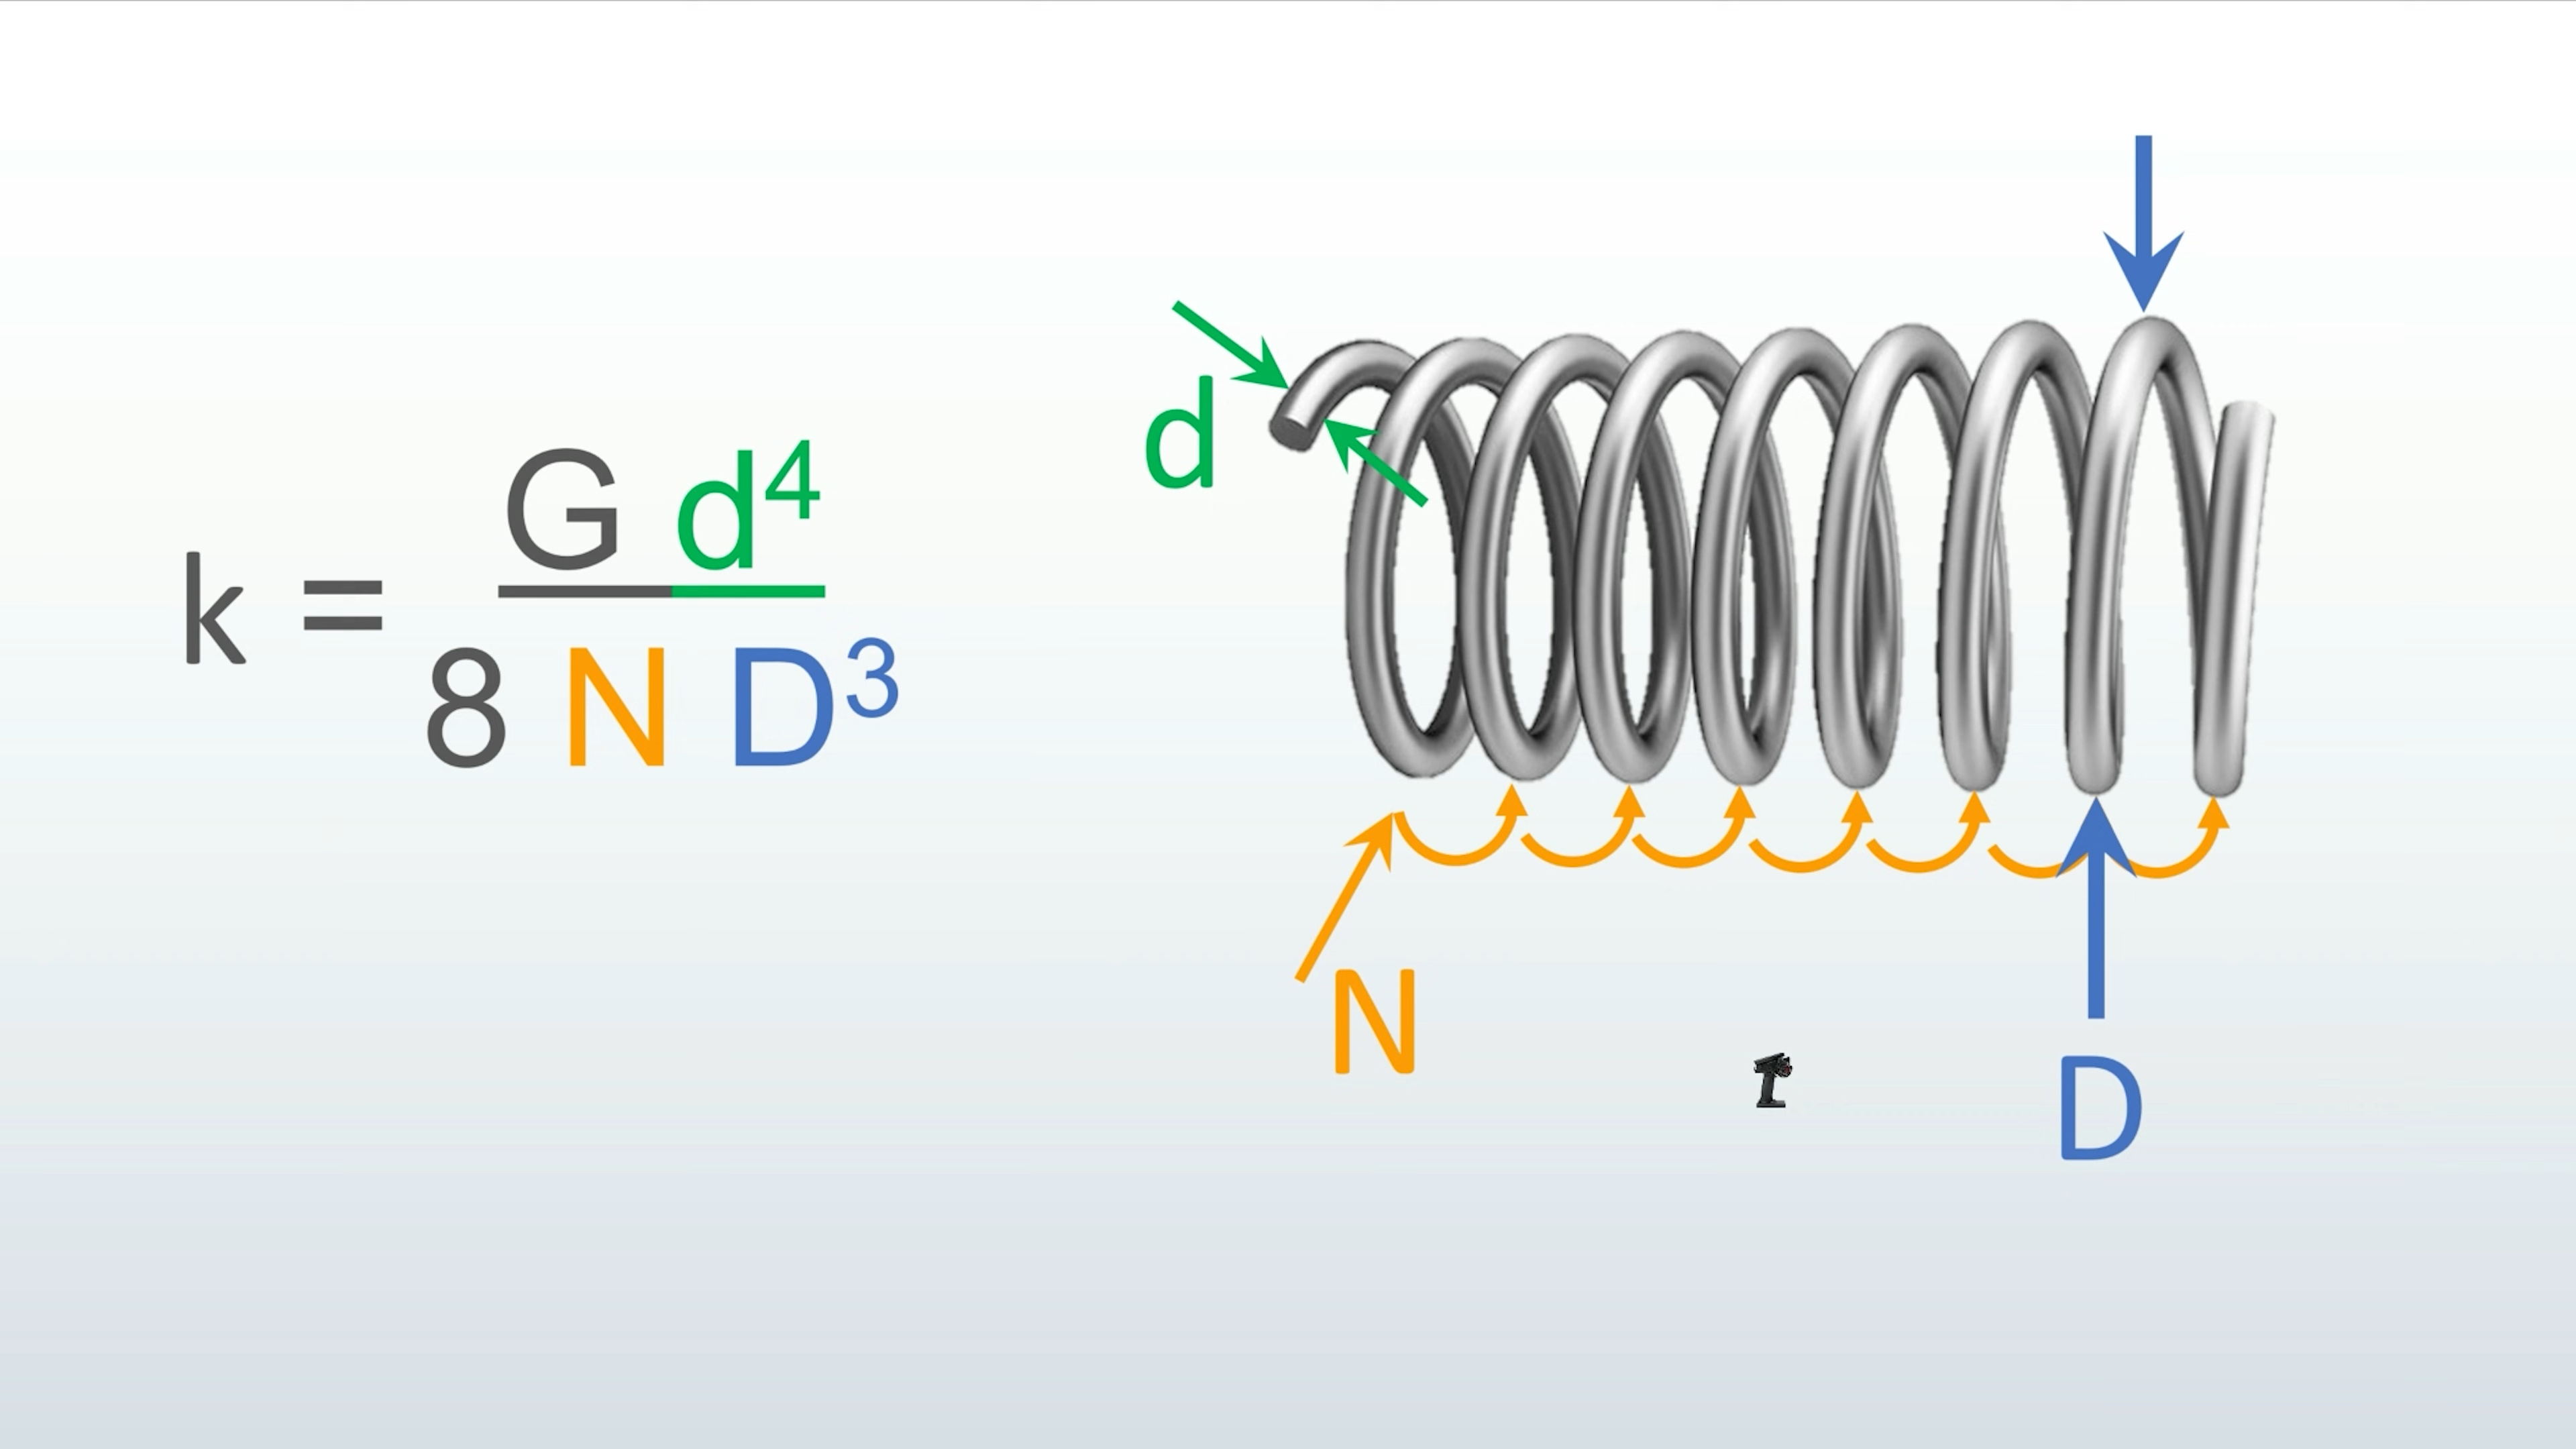 k = G d⁴
8 N D³
d
N
D